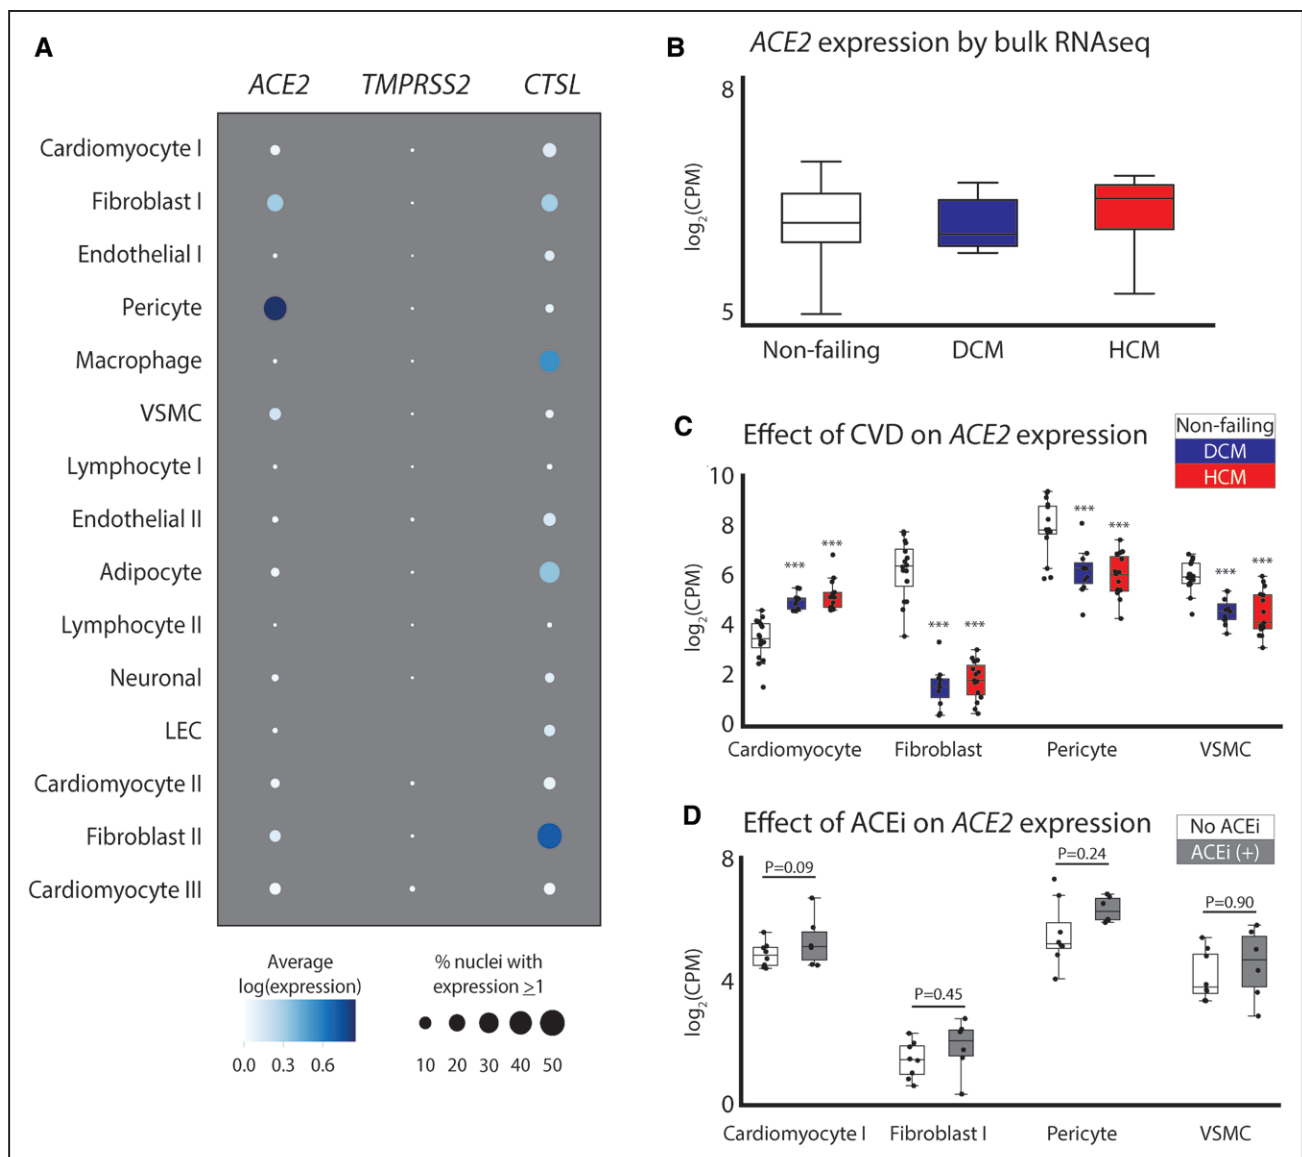 A
ACE2 TMPRSS2 CTSL
Cardiomyocyte I
Fibroblast I
Endothelial I
Pericyte
Macrophage
VSMC
Lymphocyte I
Endothelial II
Adipocyte
Lymphocyte II
Neuronal
LEC
Cardiomyocyte II
Fibroblast II
Cardiomyocyte III
Average
log(expression)
0.0 0.3 0.6
% nuclei with
expression ≥1
10 20 30 40 50
B
ACE2 expression by bulk RNAseq
8
log₂(CPM)
5
Non-failing DCM HCM
C
Effect of CVD on ACE2 expression
Non-failing
DCM
HCM
10
8
6
4
2
0
log₂(CPM)
*** ***
*** ***
*** ***
*** ***
Cardiomyocyte Fibroblast Pericyte VSMC
D
Effect of ACEi on ACE2 expression
No ACEi
ACEi (+)
8
4
0
log₂(CPM)
P=0.09
P=0.45
P=0.24
P=0.90
Cardiomyocyte I Fibroblast I Pericyte VSMC